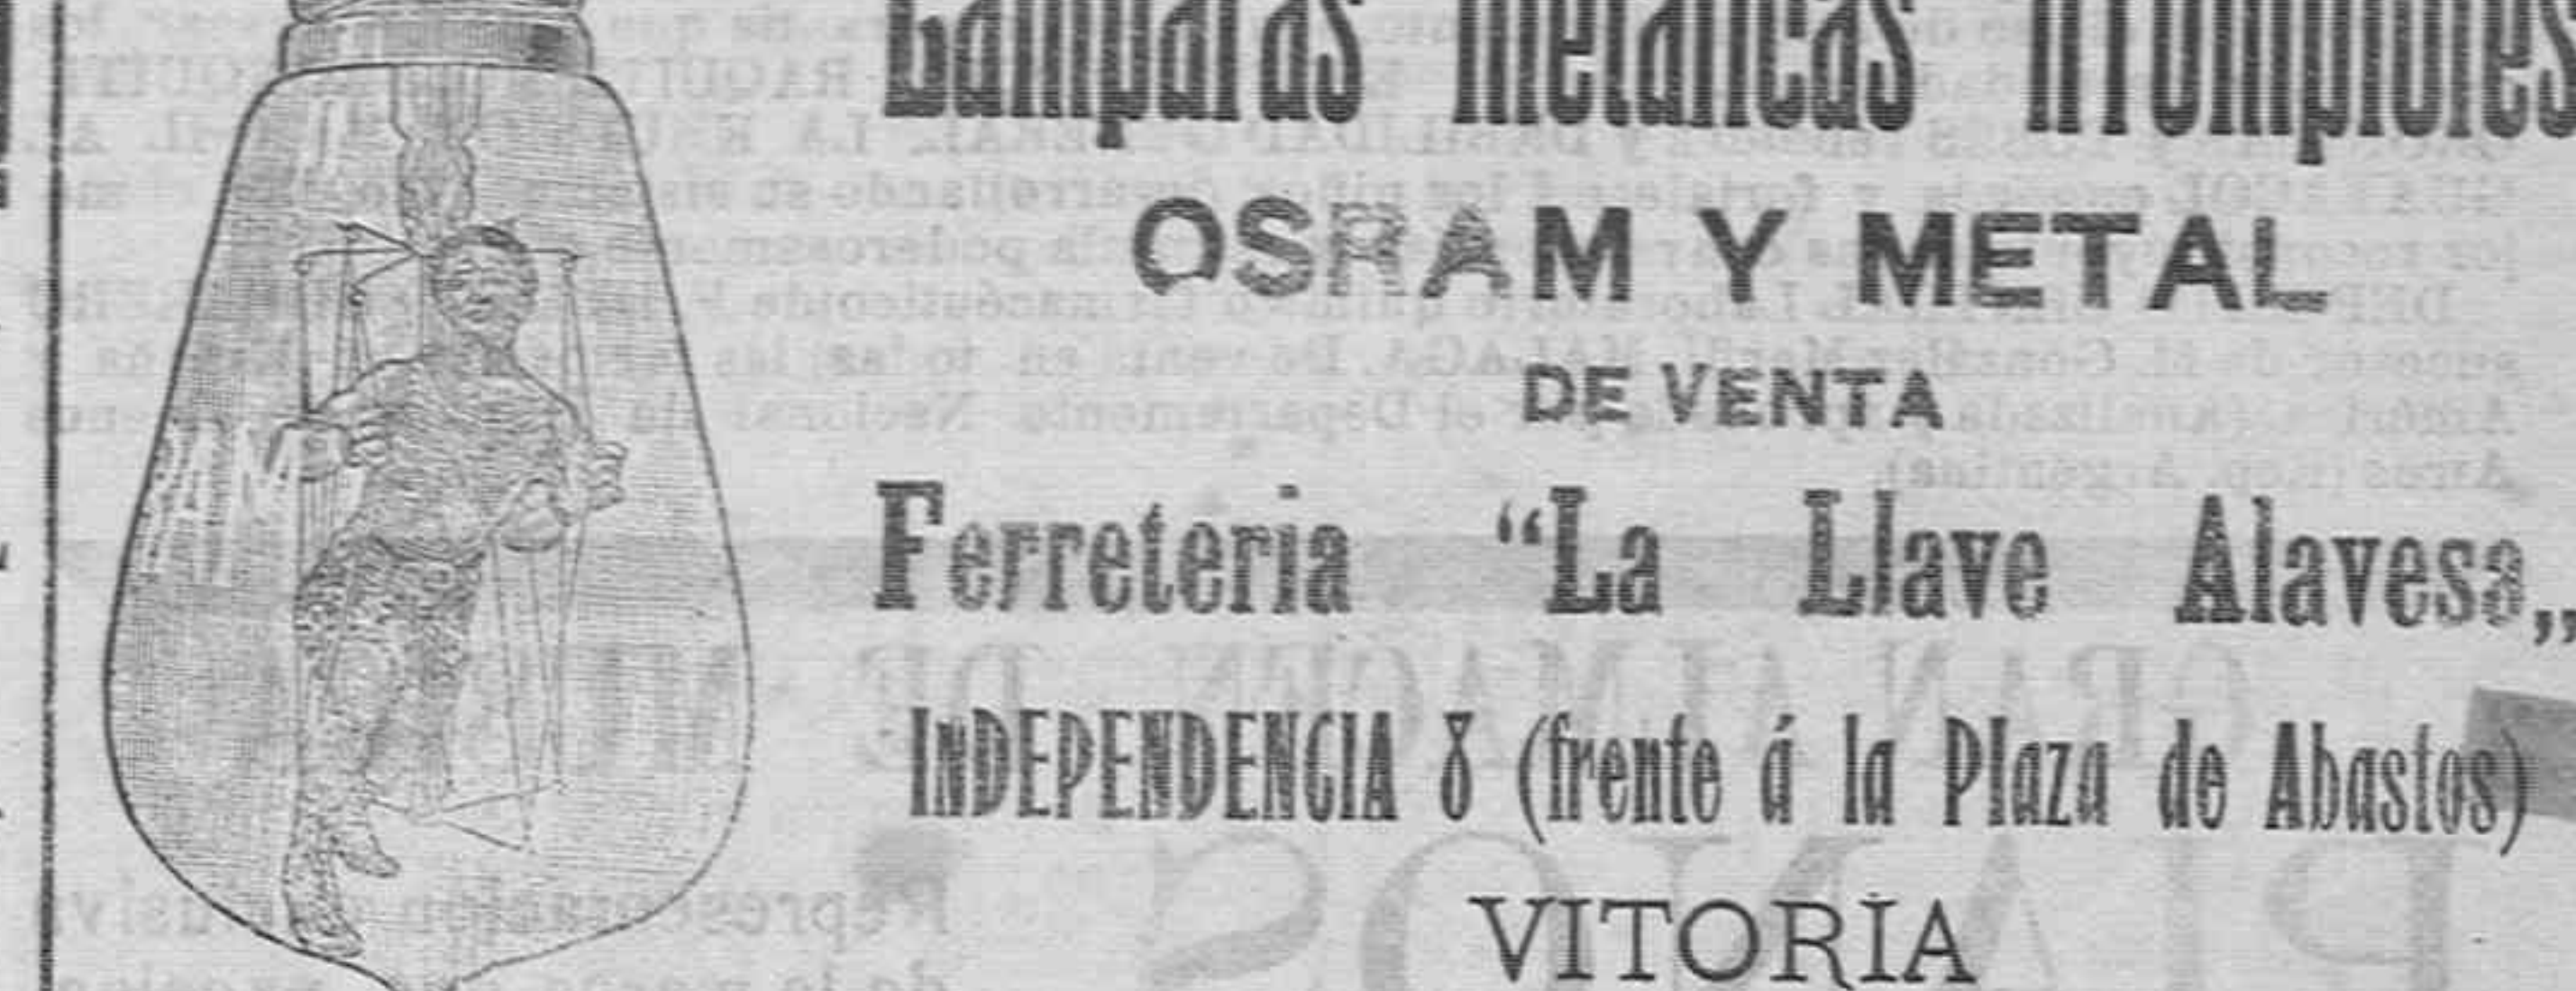 Lámparas metálicas irrompibles
OSRAM Y METAL
DE VENTA
Ferreteria “La Llave Alavesa„
INDEPENDENCIA 8 (frente á la Plaza de Abastos)
VITORIA